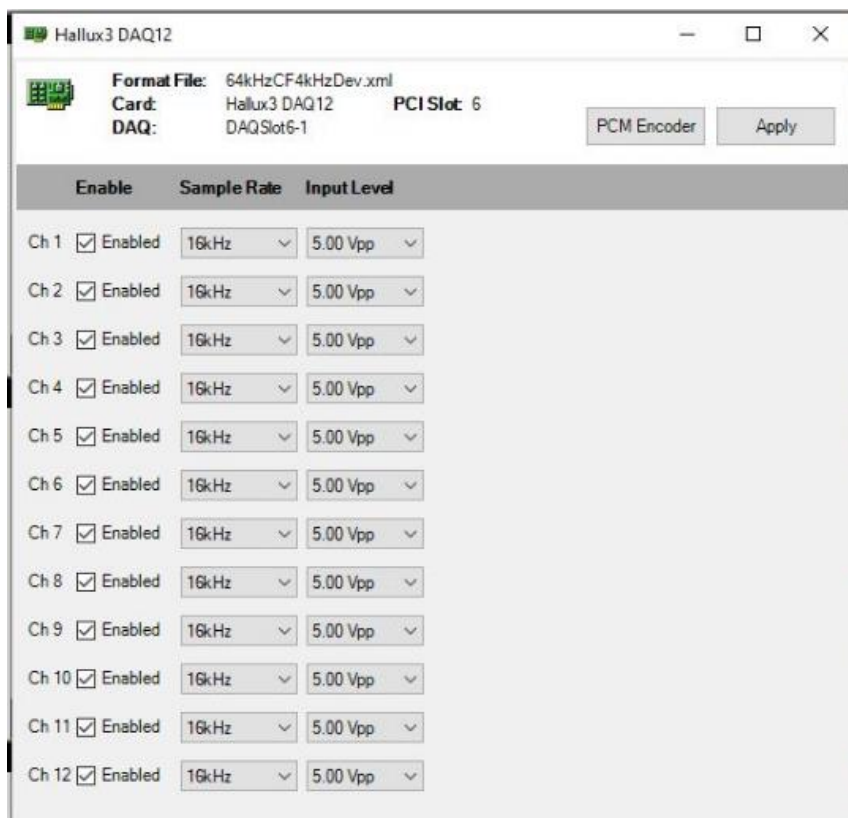 Hallux3 DAQ12
Format File: 64kHzCF4kHzDev.xml
Card: Hallux3 DAQ12 PCI Slot: 6
DAQ: DAQSlot6-1
PCM Encoder Apply
Enable Sample Rate Input Level
Ch 1 Enabled 16kHz 5.00 Vpp
Ch 2 Enabled 16kHz 5.00 Vpp
Ch 3 Enabled 16kHz 5.00 Vpp
Ch 4 Enabled 16kHz 5.00 Vpp
Ch 5 Enabled 16kHz 5.00 Vpp
Ch 6 Enabled 16kHz 5.00 Vpp
Ch 7 Enabled 16kHz 5.00 Vpp
Ch 8 Enabled 16kHz 5.00 Vpp
Ch 9 Enabled 16kHz 5.00 Vpp
Ch 10 Enabled 16kHz 5.00 Vpp
Ch 11 Enabled 16kHz 5.00 Vpp
Ch 12 Enabled 16kHz 5.00 Vpp